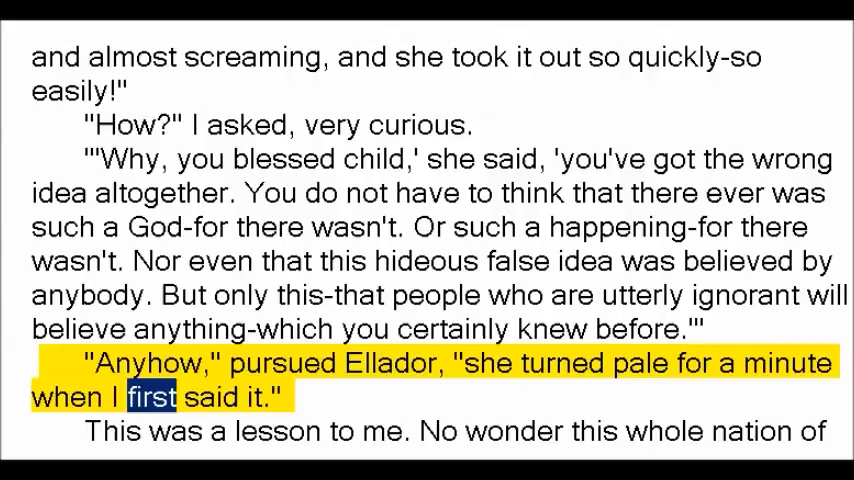 and almost screaming, and she took it out so quickly-so
easily!"
"How?" I asked, very curious.
"'Why, you blessed child,' she said, 'you've got the wrong
idea altogether. You do not have to think that there ever was
such a God-for there wasn't. Or such a happening-for there
wasn't. Nor even that this hideous false idea was believed by
anybody. But only this-that people who are utterly ignorant will
believe anything-which you certainly knew before.'"
"Anyhow," pursued Ellador, "she turned pale for a minute
when I first said it."
This was a lesson to me. No wonder this whole nation of